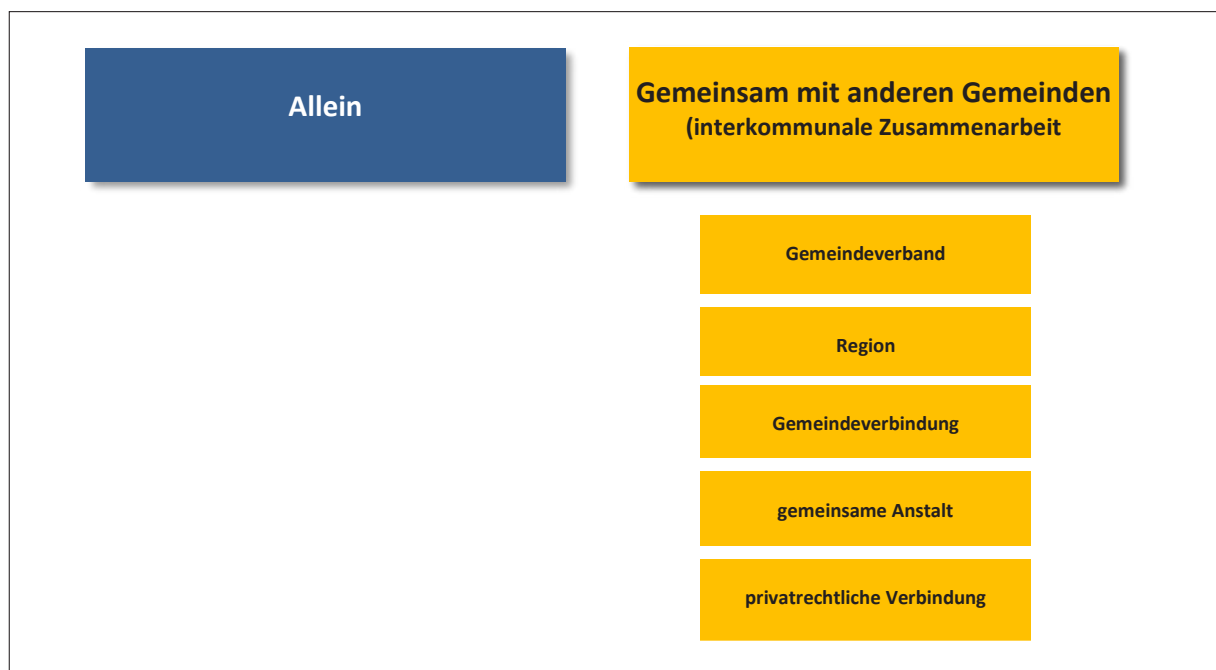 Allein
Gemeinsam mit anderen Gemeinden
(interkommunale Zusammenarbeit
Gemeindeverband
Region
Gemeindeverbindung
gemeinsame Anstalt
privatrechtliche Verbindung